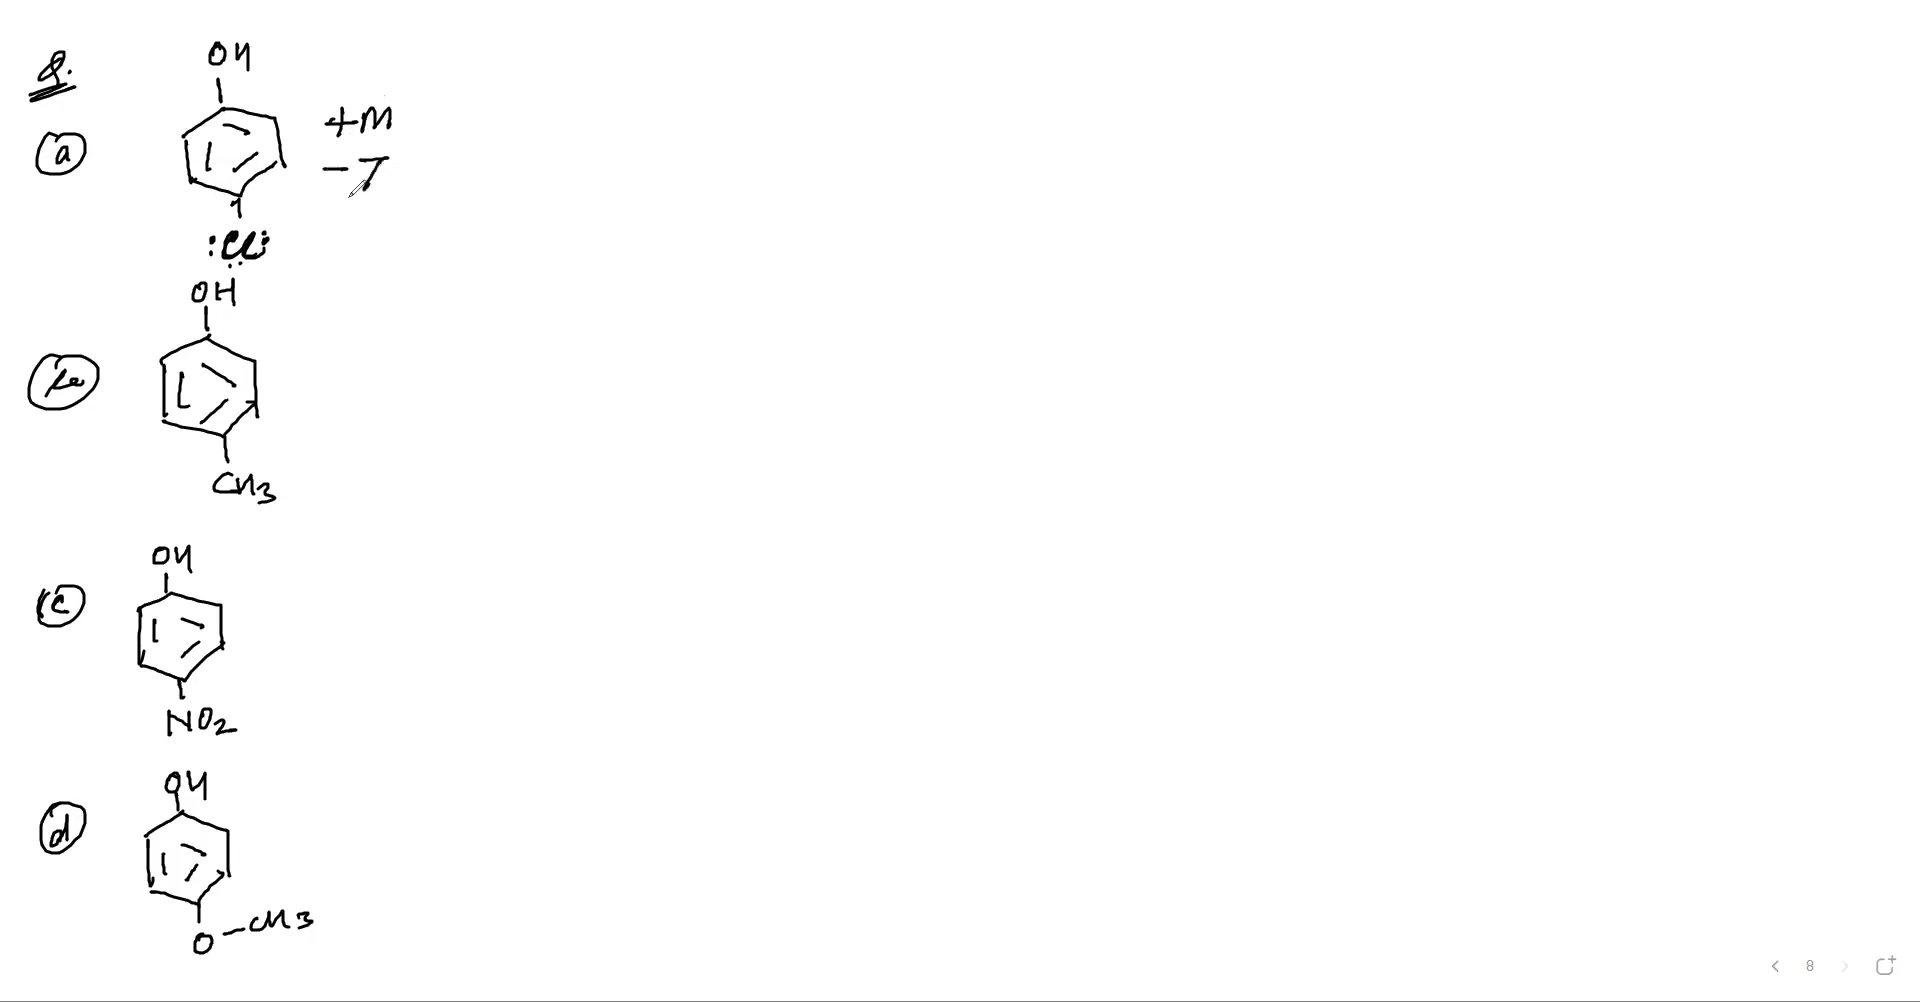 Q.
OH
(a)
+M
-I
:Cl:
OH
CH3
OH
(c)
NO2
OH
(d)
O-CH3
8